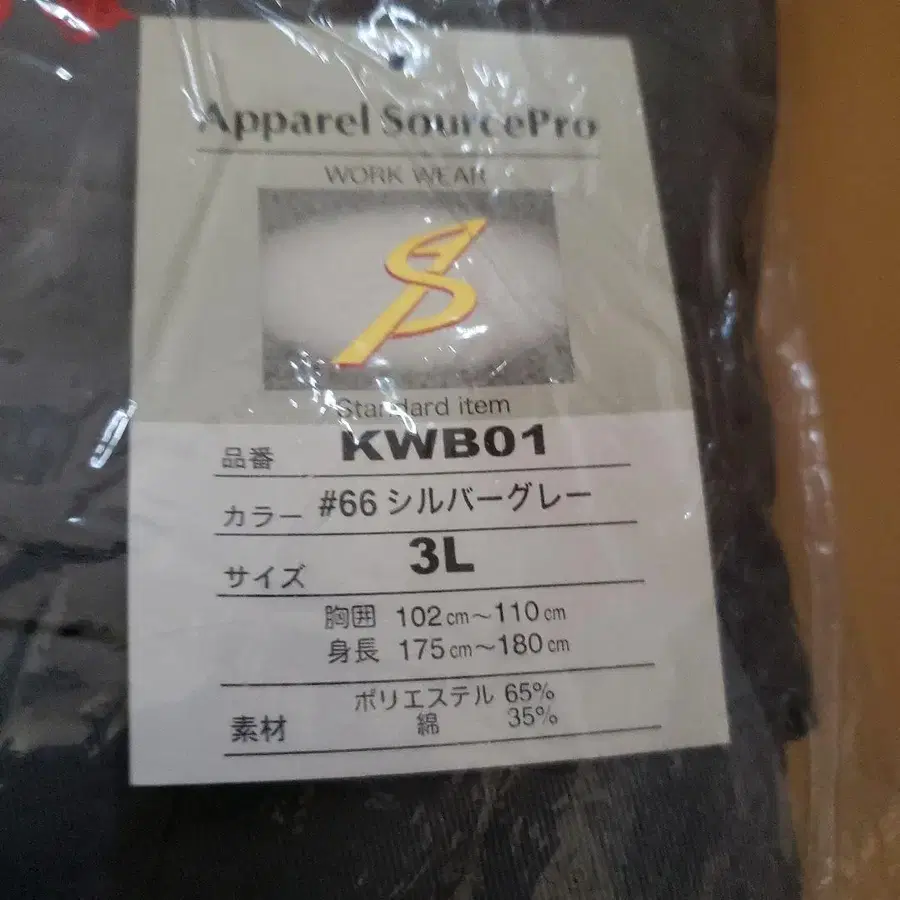 Apparel SourcePro
WORK WEAR
Standard item
品番 KWB01
カラー #66 シルバーグレー
サイズ 3L
胸囲 102cm～110cm
身長 175cm～180cm
素材 ポリエステル 65%
綿 35%